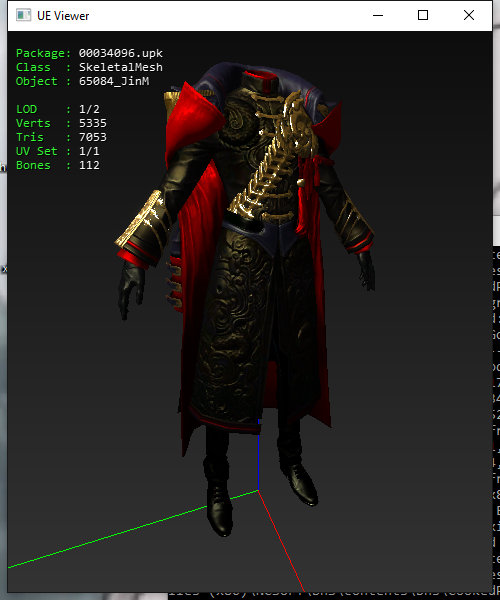 UE Viewer
Package: 00034096.upk
Class  : SkeletalMesh
Object : 65084_JinM
LOD    : 1/2
Verts  : 5335
Tris   : 7053
UV Set : 1/1
Bones  : 112